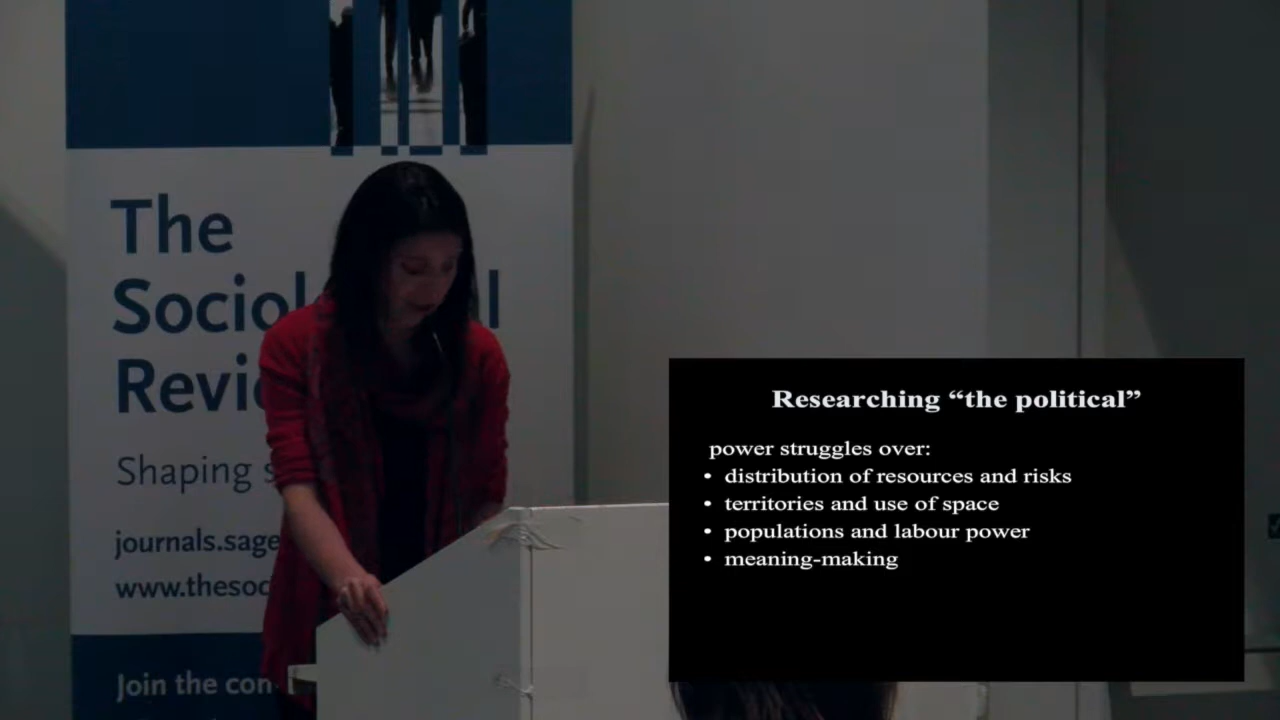 The
Sociol l
Revie
Shaping s
journals.sage
www.thesoc
Join the con
Researching “the political”
power struggles over:
• distribution of resources and risks
• territories and use of space
• populations and labour power
• meaning-making